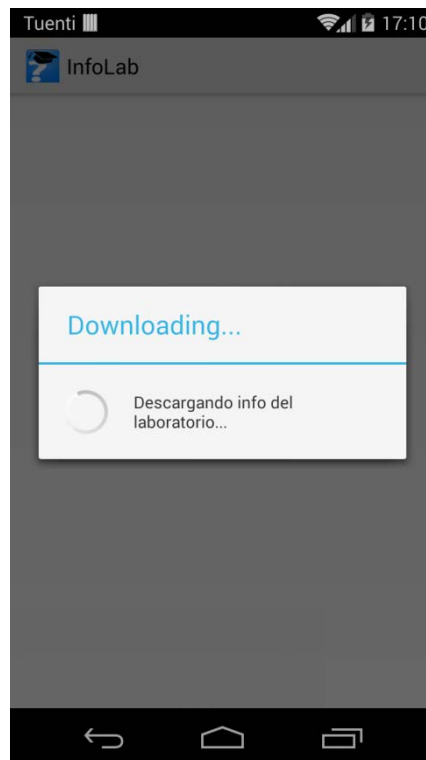 Tuenti 17:10
InfoLab
Downloading...
Descargando info del
laboratorio...